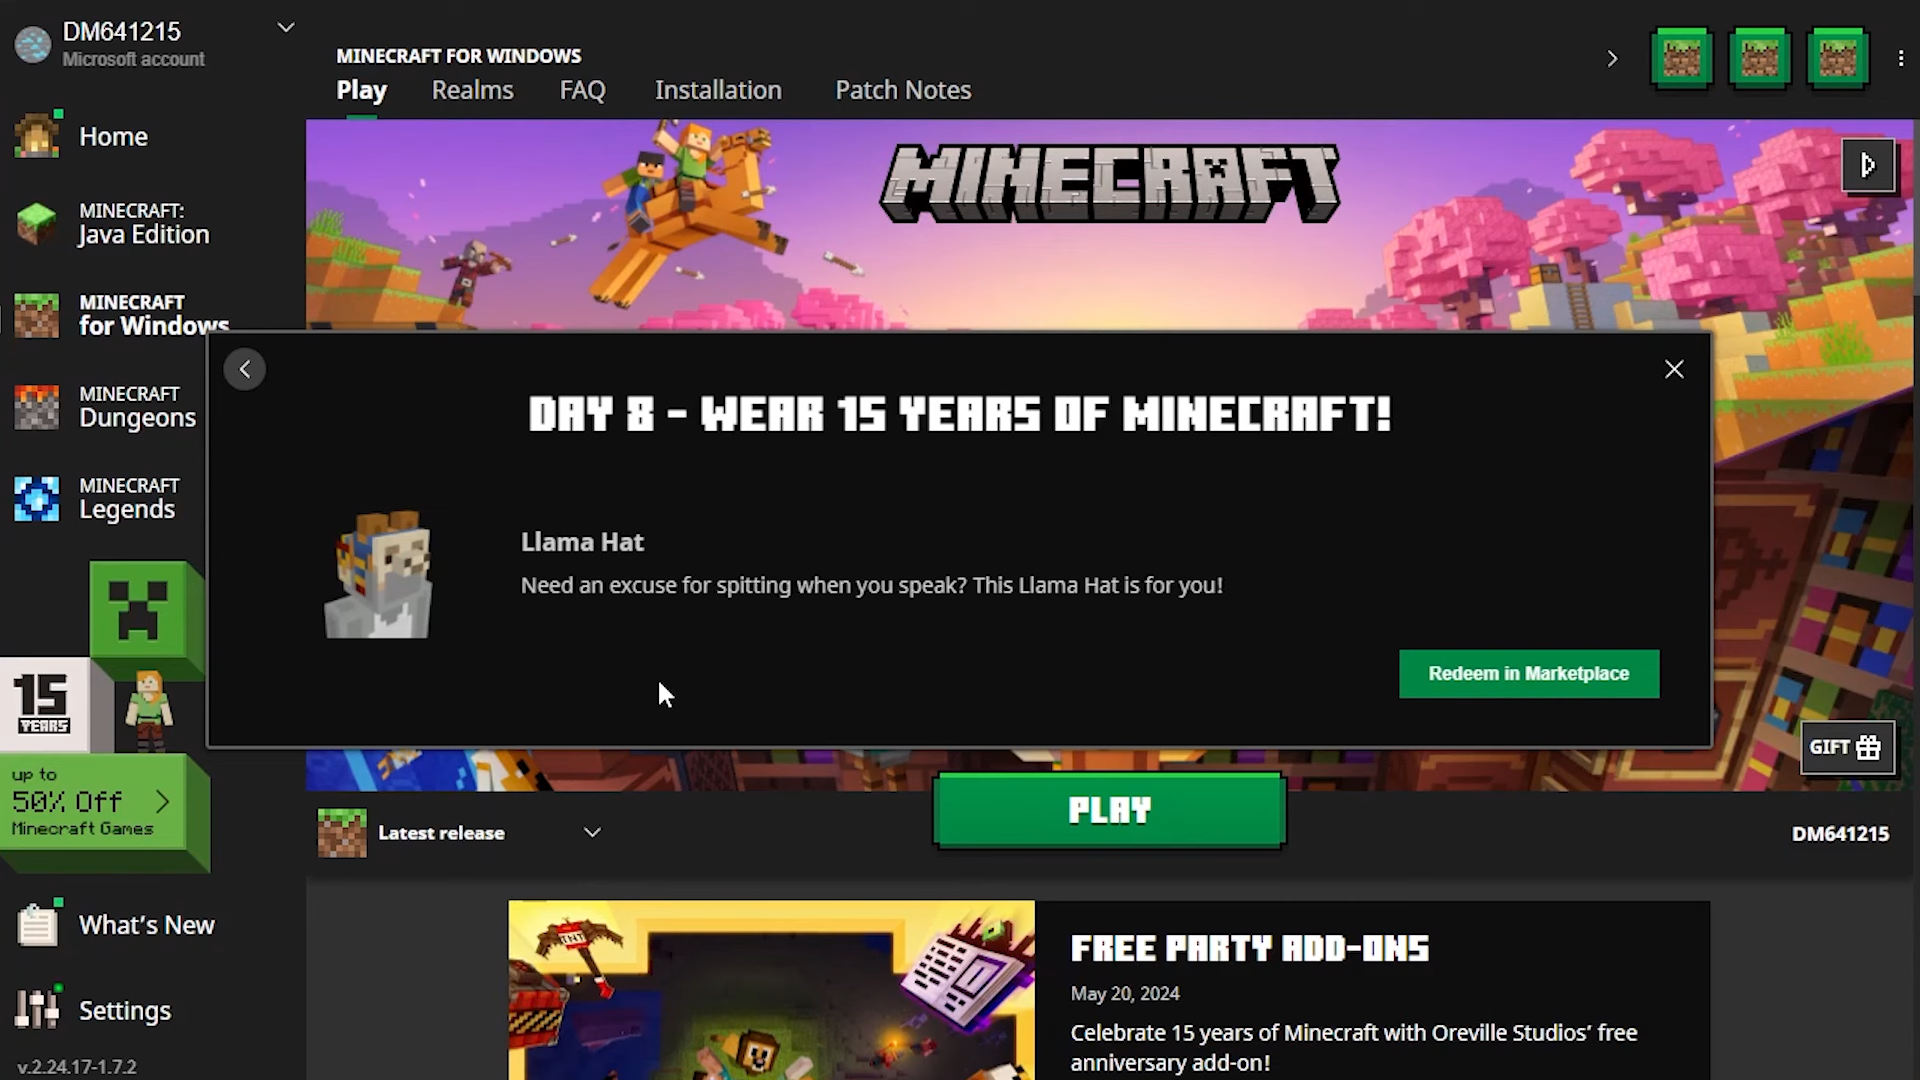 DM641215
Microsoft account
Home
MINECRAFT:
Java Edition
MINECRAFT
for Windows
MINECRAFT
Dungeons
MINECRAFT
Legends
15
YEARS
up to
50% Off
Minecraft Games
What's New
Settings
v.2.24.17-1.7.2
MINECRAFT FOR WINDOWS
Play Realms FAQ Installation Patch Notes
MINECRAFT
DAY 8 - WEAR 15 YEARS OF MINECRAFT!
Llama Hat
Need an excuse for spitting when you speak? This Llama Hat is for you!
Redeem in Marketplace
GIFT
PLAY
Latest release
DM641215
TNT
FREE PARTY ADD-ONS
May 20, 2024
Celebrate 15 years of Minecraft with Oreville Studios' free
anniversary add-on!